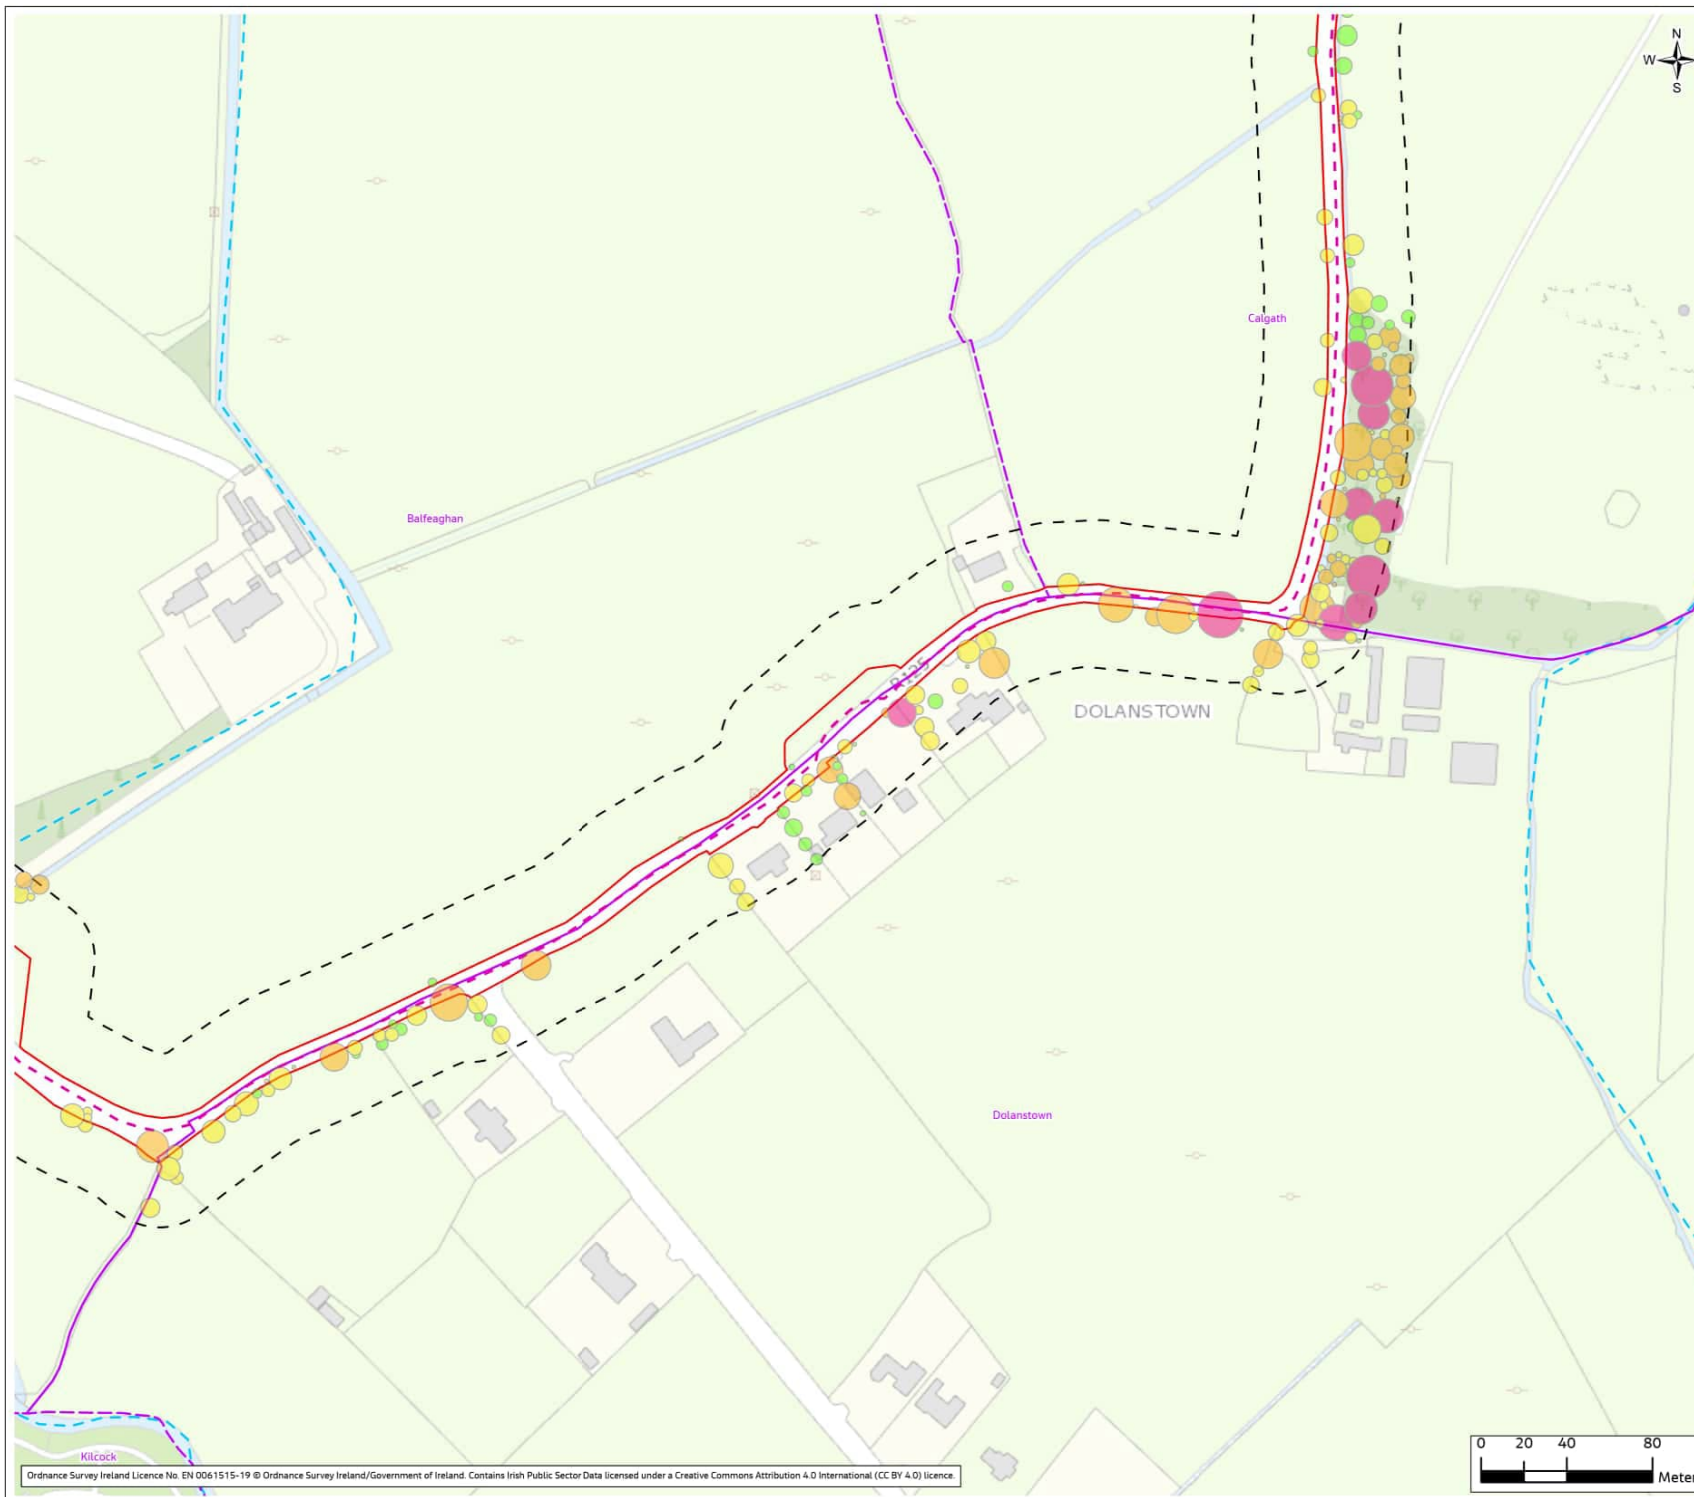 N
W
S
Calgath
Balfeaghan
DOLANSTOWN
Dolanstown
Kilcock
0 20 40 80
Meter
Ordnance Survey Ireland Licence No. EN 0061515-19 © Ordnance Survey Ireland/Government of Ireland. Contains Irish Public Sector Data licensed under a Creative Commons Attribution 4.0 International (CC BY 4.0) licence.